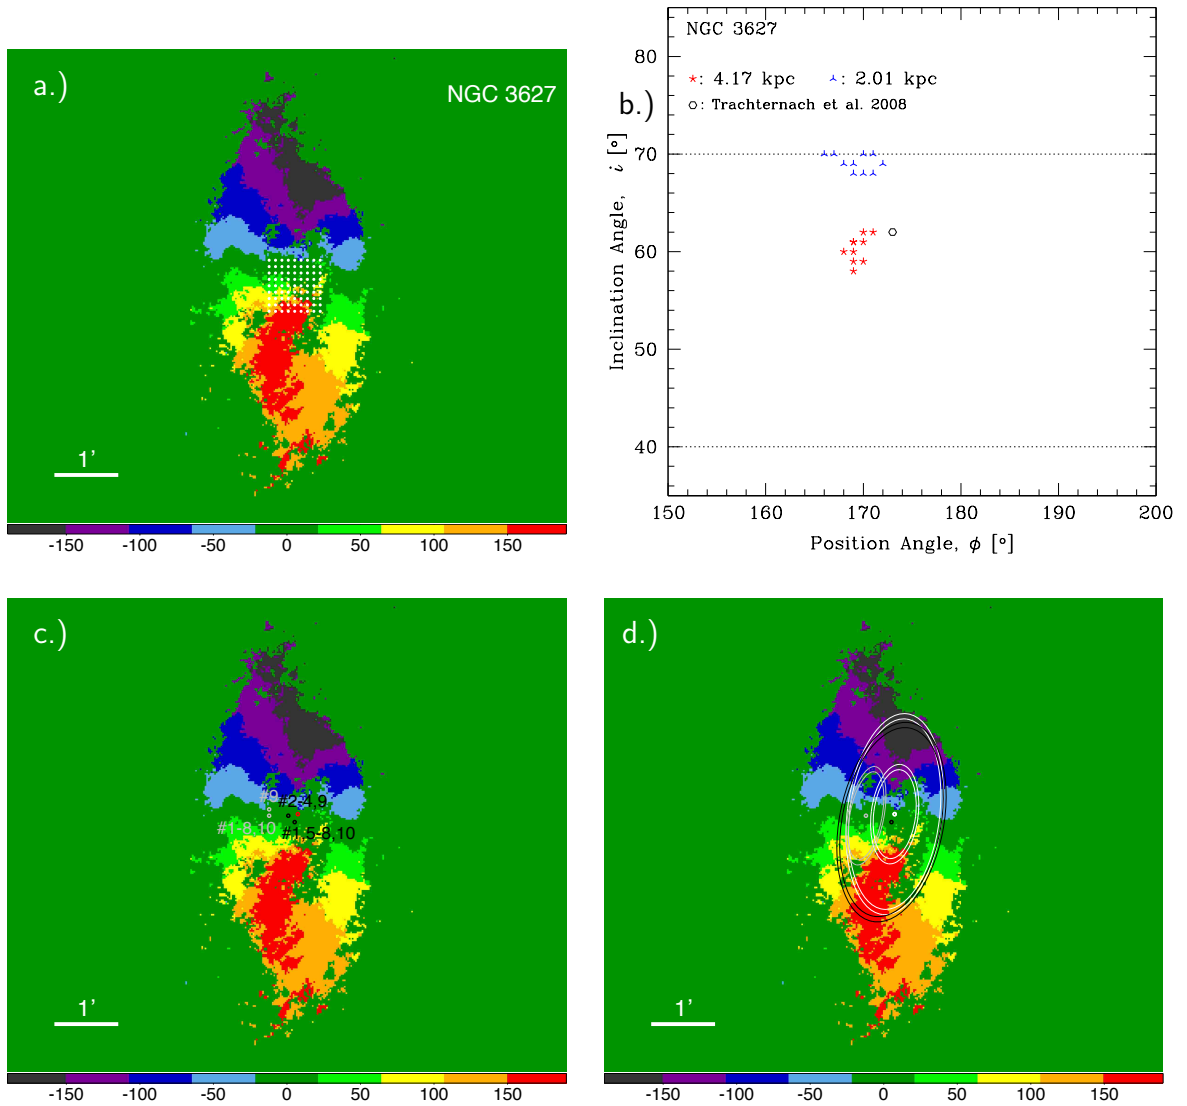 a.)
NGC 3627
1'
-150 -100 -50 0 50 100 150
NGC 3627
: 4.17 kpc : 2.01 kpc
b.)
: Trachternach et al. 2008
80
70
60
50
40
Inclination Angle, i [°]
150 160 170 180 190 200
Position Angle, ϕ [°]
c.)
#9
#2-4,9
#1-8,10
#1,5-8,10
1'
-150 -100 -50 0 50 100 150
d.)
1'
-150 -100 -50 0 50 100 150